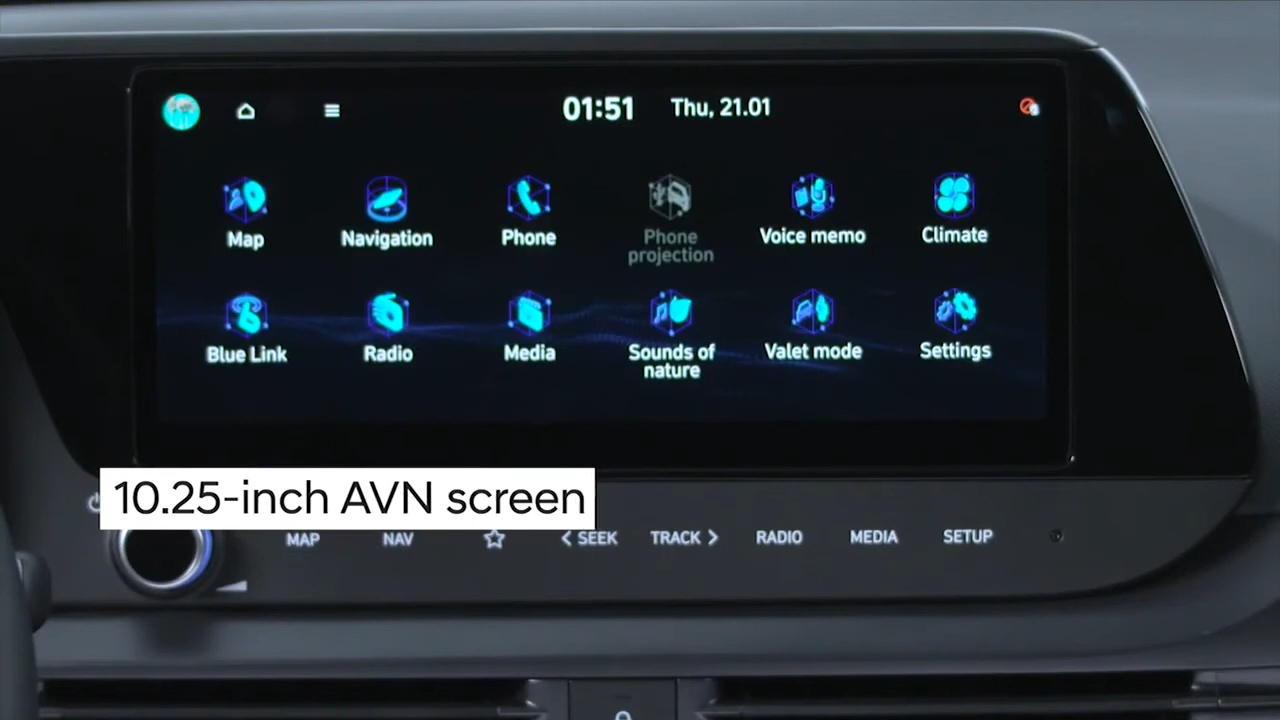 01:51 Thu, 21.01
Map Navigation Phone Phone projection Voice memo Climate
Blue Link Radio Media Sounds of nature Valet mode Settings
10.25-inch AVN screen
MAP NAV < SEEK TRACK > RADIO MEDIA SETUP